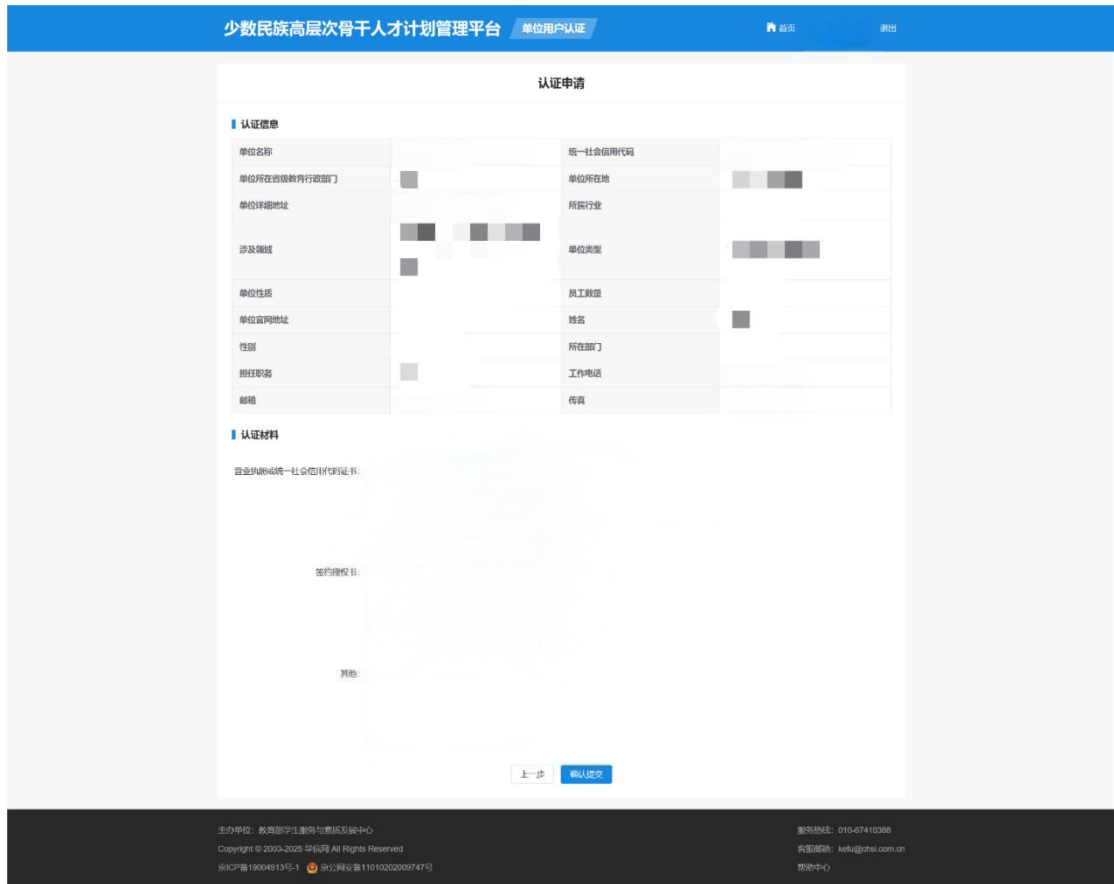 少数民族高层次骨干人才计划管理平台 单位用户认证 首页 退出
认证申请
认证信息
单位名称 统一社会信用代码
单位所在省级教育行政部门 单位所在地
单位详细地址 所属行业
涉及领域 单位类型
单位性质 员工数量
单位官网地址 姓名
性别 所在部门
担任职务 工作电话
邮箱 传真
认证材料
营业执照或统一社会信用代码证书:
签约授权书:
其他:
上一步 确认提交
主办单位：教育部学生服务与素质发展中心 服务热线：010-67410388
Copyright © 2003-2025 学信网 All Rights Reserved 客服邮箱：kefu@chsi.com.cn
京ICP备19004913号-1 京公网安备11010202009747号 帮助中心